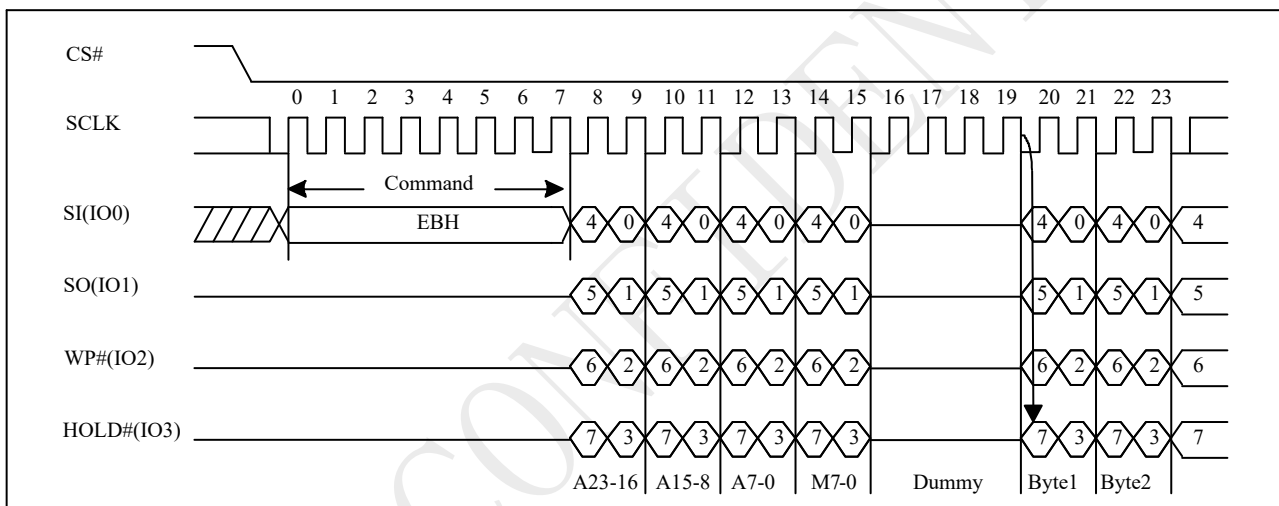 CS#
0 1 2 3 4 5 6 7 8 9 10 11 12 13 14 15 16 17 18 19 20 21 22 23
SCLK
Command
SI(IO0) EBH 4 0 4 0 4 0 4 0 4 0 4 0 4
SO(IO1) 5 1 5 1 5 1 5 1 5 1 5 1 5
WP#(IO2) 6 2 6 2 6 2 6 2 6 2 6 2 6
HOLD#(IO3) 7 3 7 3 7 3 7 3 7 3 7 3 7
A23-16 A15-8 A7-0 M7-0 Dummy Byte1 Byte2
CONFIDEN